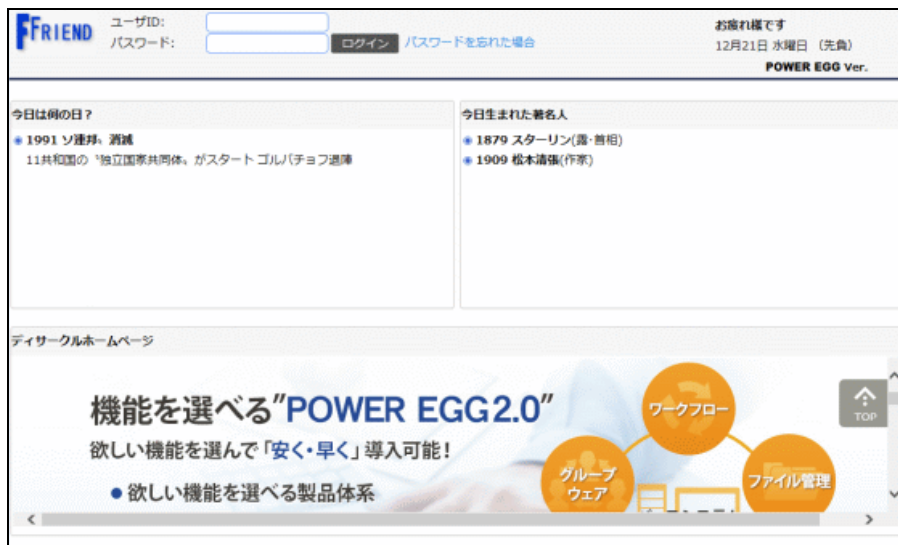 FFRIEND
ユーザID:
パスワード:
ログイン パスワードを忘れた場合
お疲れ様です
12月21日 水曜日 (先負)
POWER EGG Ver.
今日は何の日?
1991 ソ連邦、消滅
11共和国の〝独立国家共同体〟がスタート ゴルバチョフ退陣
今日生まれた著名人
1879 スターリン(露・首相)
1909 松本清張(作家)
ディサークルホームページ
機能を選べる"POWER EGG2.0"
欲しい機能を選んで「安く・早く」導入可能!
欲しい機能を選べる製品体系
ワークフロー
グループ
ウェア
ファイル管理
TOP